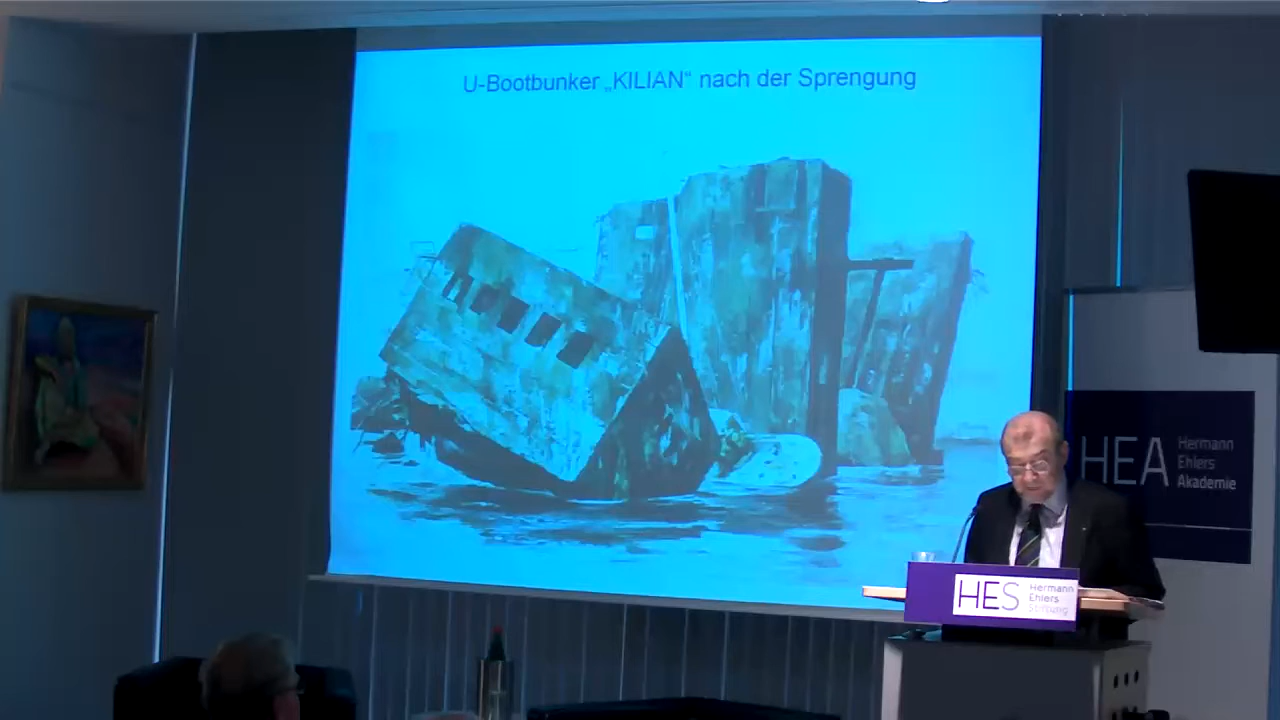 U-Bootbunker „KILIAN“ nach der Sprengung
HEA
Hermann
Ehlers
Akademie
HES
Hermann
Ehlers
Stiftung